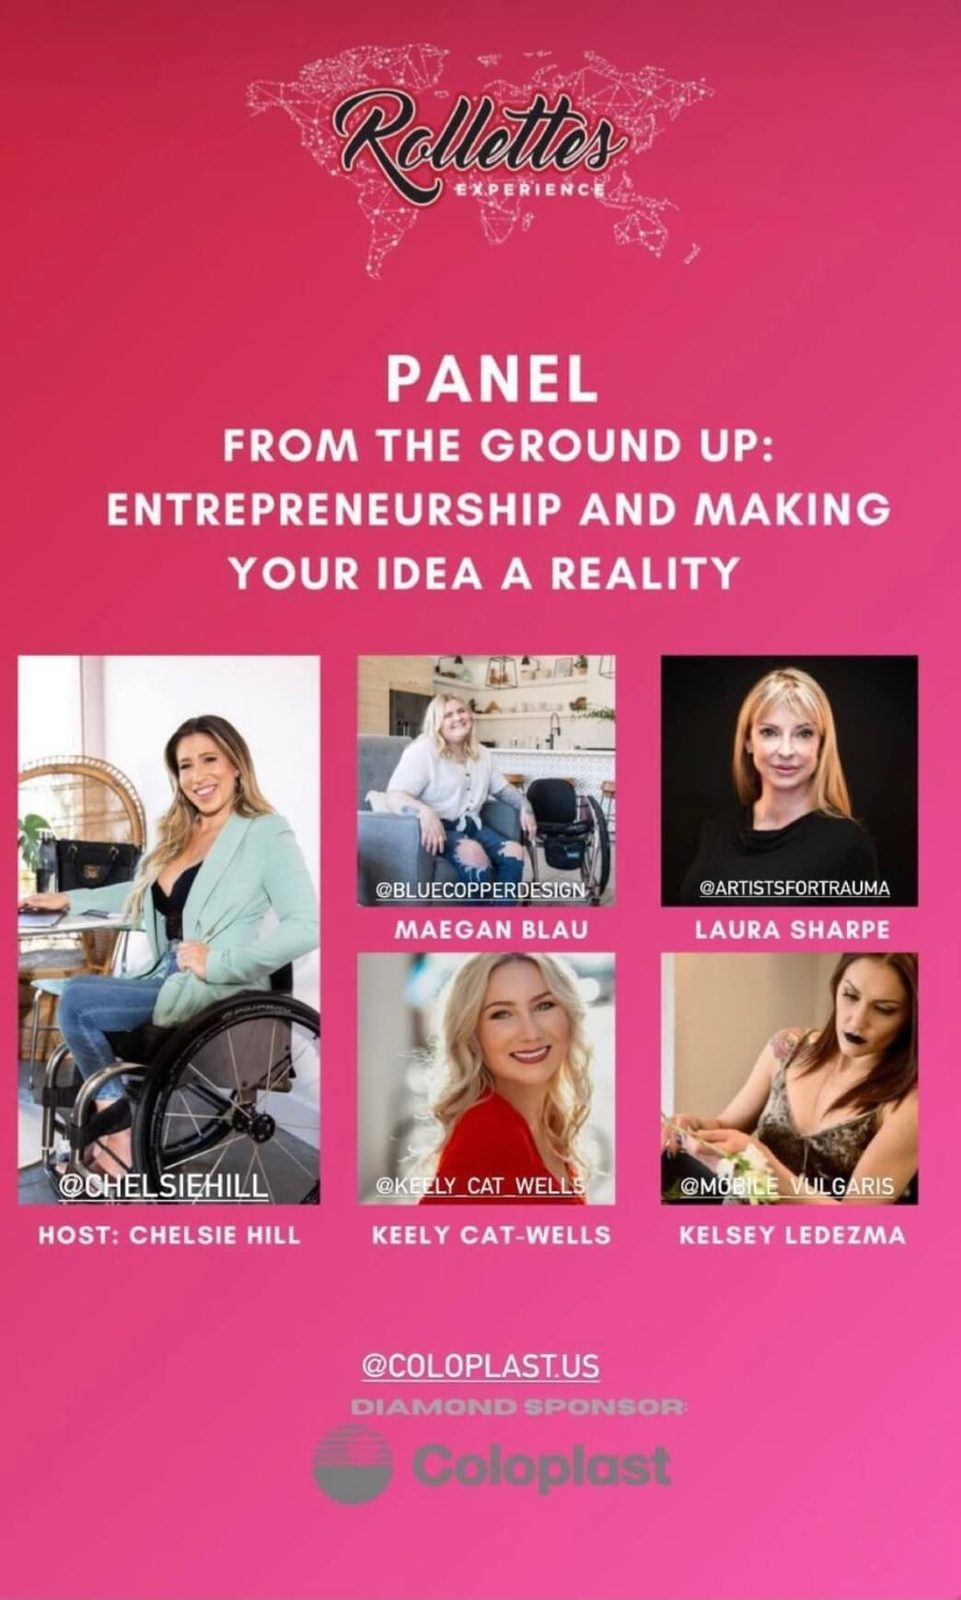 Rollettes
EXPERIENCE
PANEL
FROM THE GROUND UP:
ENTREPRENEURSHIP AND MAKING
YOUR IDEA A REALITY
@CHELSIEHILL
HOST: CHELSIE HILL
@BLUECOPPERDESIGN
MAEGAN BLAU
@ARTISTSFORTRAUMA
LAURA SHARPE
@KEELY_CAT_WELLS
KEELY CAT-WELLS
@MOBILE_VULGARIS
KELSEY LEDEZMA
@COLOPLAST.US
DIAMOND SPONSOR:
Coloplast